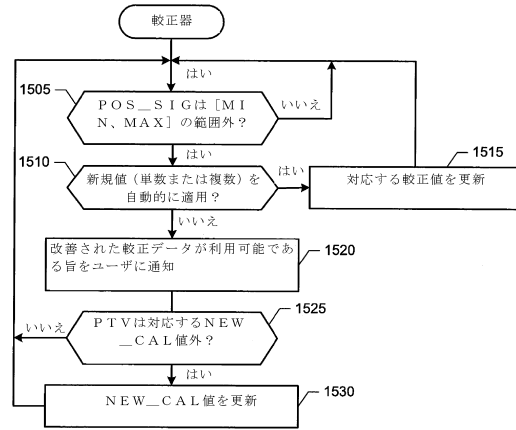 較正器
はい
1505
POS＿SIGは［MI
N、MAX］の範囲外？
いいえ
はい
1510
新規値（単数または複数）を
自動的に適用？
はい
1515
対応する較正値を更新
いいえ
1520
改善された較正データが利用可能であ
る旨をユーザに通知
1525
PTVは対応するNEW
＿CAL値外？
いいえ
はい
1530
NEW＿CAL値を更新